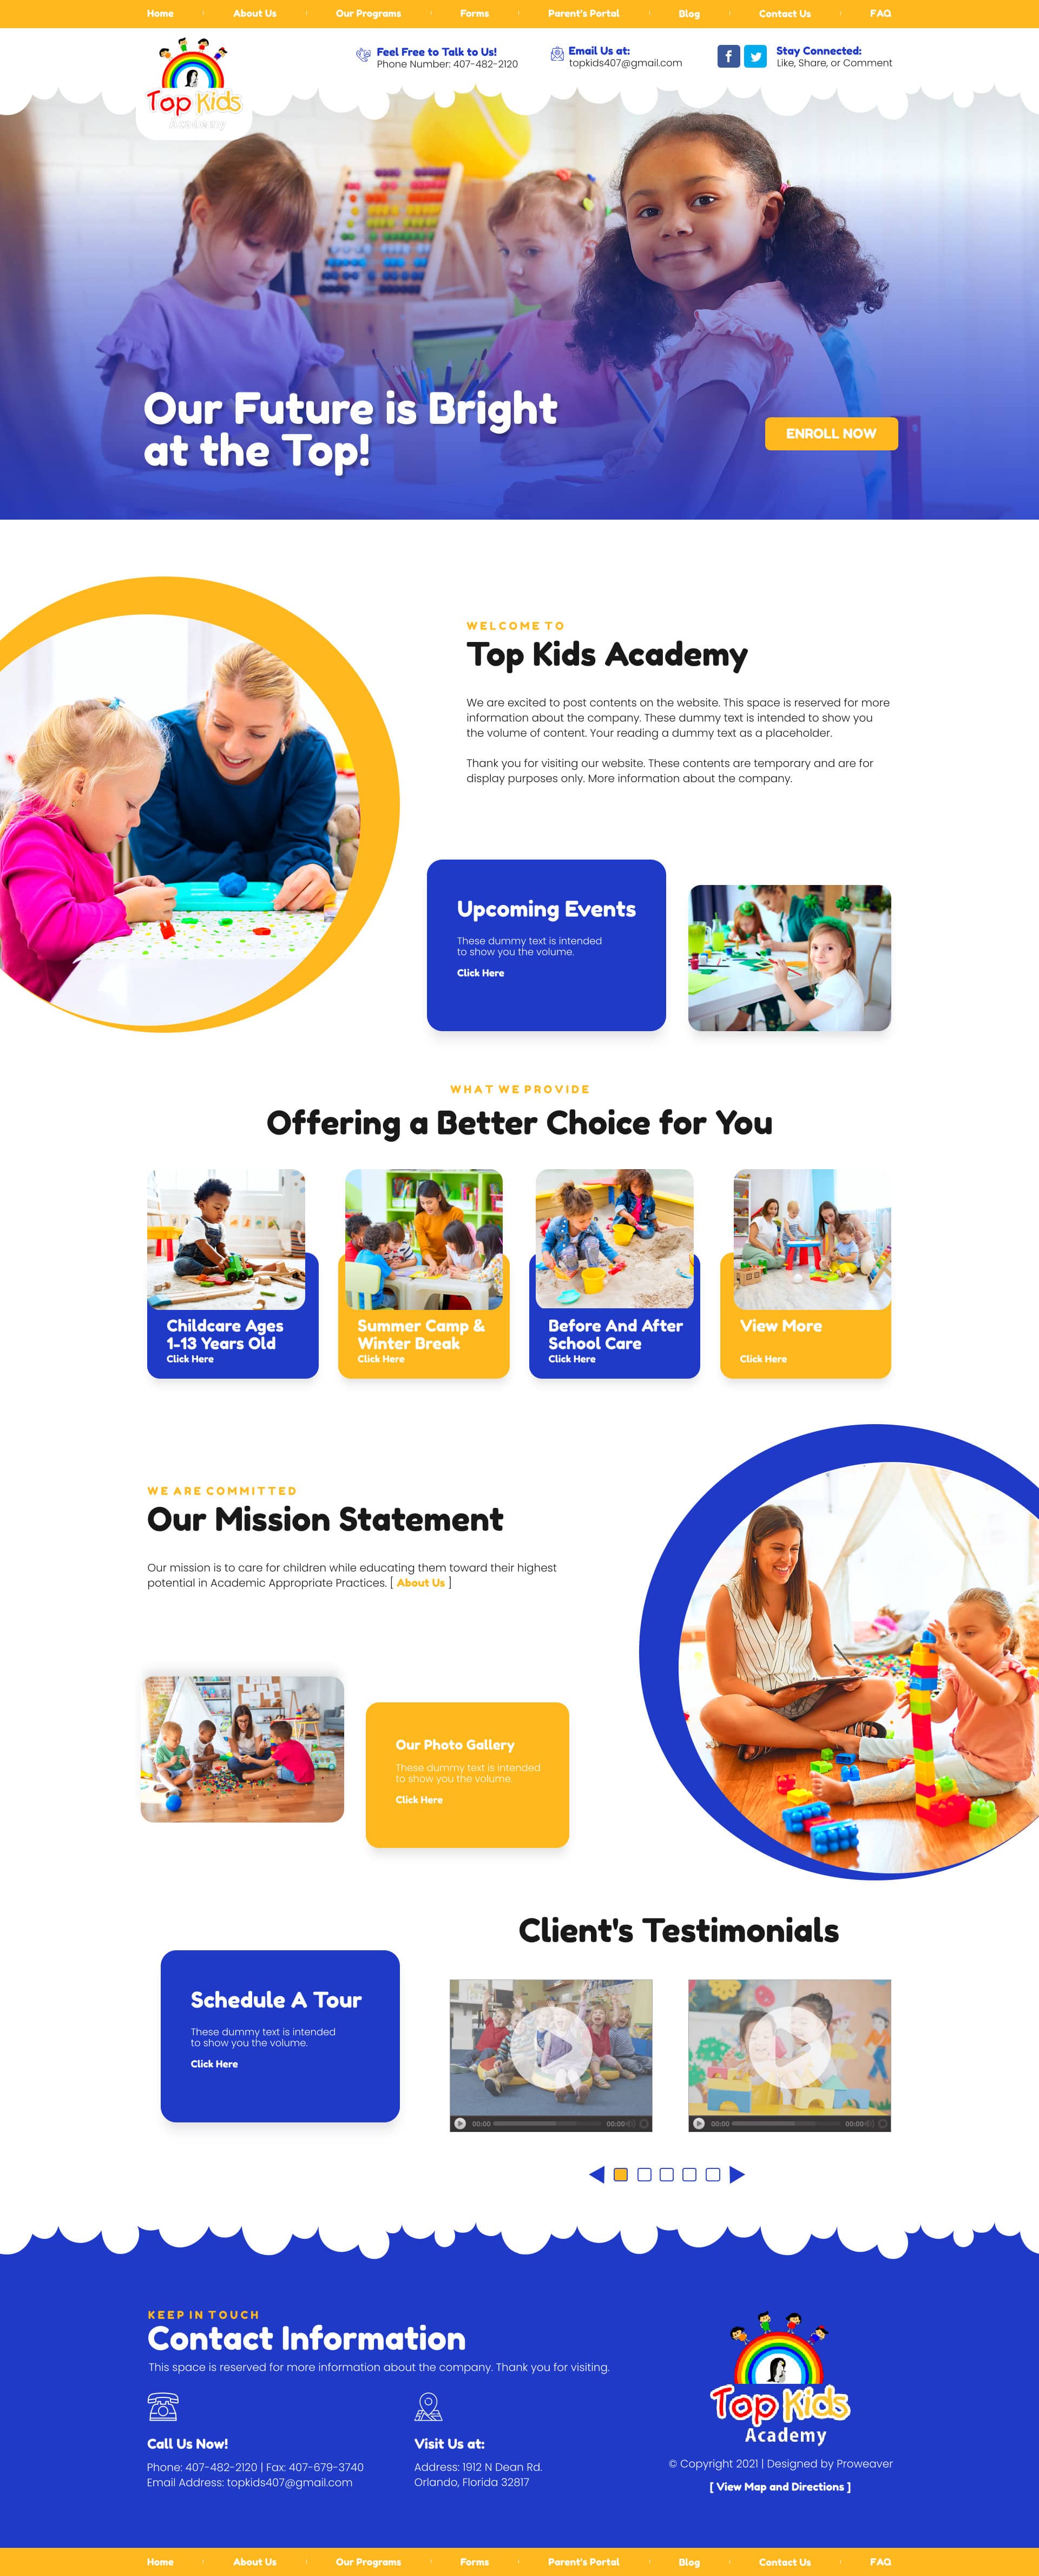 Home About Us Our Programs Forms Parent's Portal Blog Contact Us FAQ
Feel Free to Talk to Us!
Phone Number: 407-482-2120
Email Us at:
topkids407@gmail.com
Stay Connected:
Like, Share, or Comment
Top Kids
Academy
Our Future is Bright
at the Top!
ENROLL NOW
WELCOME TO
Top Kids Academy
We are excited to post contents on the website. This space is reserved for more
information about the company. These dummy text is intended to show you
the volume of content. Your reading a dummy text as a placeholder.
Thank you for visiting our website. These contents are temporary and are for
display purposes only. More information about the company.
Upcoming Events
These dummy text is intended
to show you the volume.
Click Here
WHAT WE PROVIDE
Offering a Better Choice for You
Childcare Ages
1-13 Years Old
Click Here
Summer Camp &
Winter Break
Click Here
Before And After
School Care
Click Here
View More
Click Here
WE ARE COMMITTED
Our Mission Statement
Our mission is to care for children while educating them toward their highest
potential in Academic Appropriate Practices. [ About Us ]
Our Photo Gallery
These dummy text is intended
to show you the volume.
Click Here
Client's Testimonials
Schedule A Tour
These dummy text is intended
to show you the volume.
Click Here
00:00 00:00
00:00 00:00
KEEP IN TOUCH
Contact Information
This space is reserved for more information about the company. Thank you for visiting.
Call Us Now!
Phone: 407-482-2120 | Fax: 407-679-3740
Email Address: topkids407@gmail.com
Visit Us at:
Address: 1912 N Dean Rd.
Orlando, Florida 32817
Top Kids
Academy
© Copyright 2021 | Designed by Proweaver
[ View Map and Directions ]
Home About Us Our Programs Forms Parent's Portal Blog Contact Us FAQ